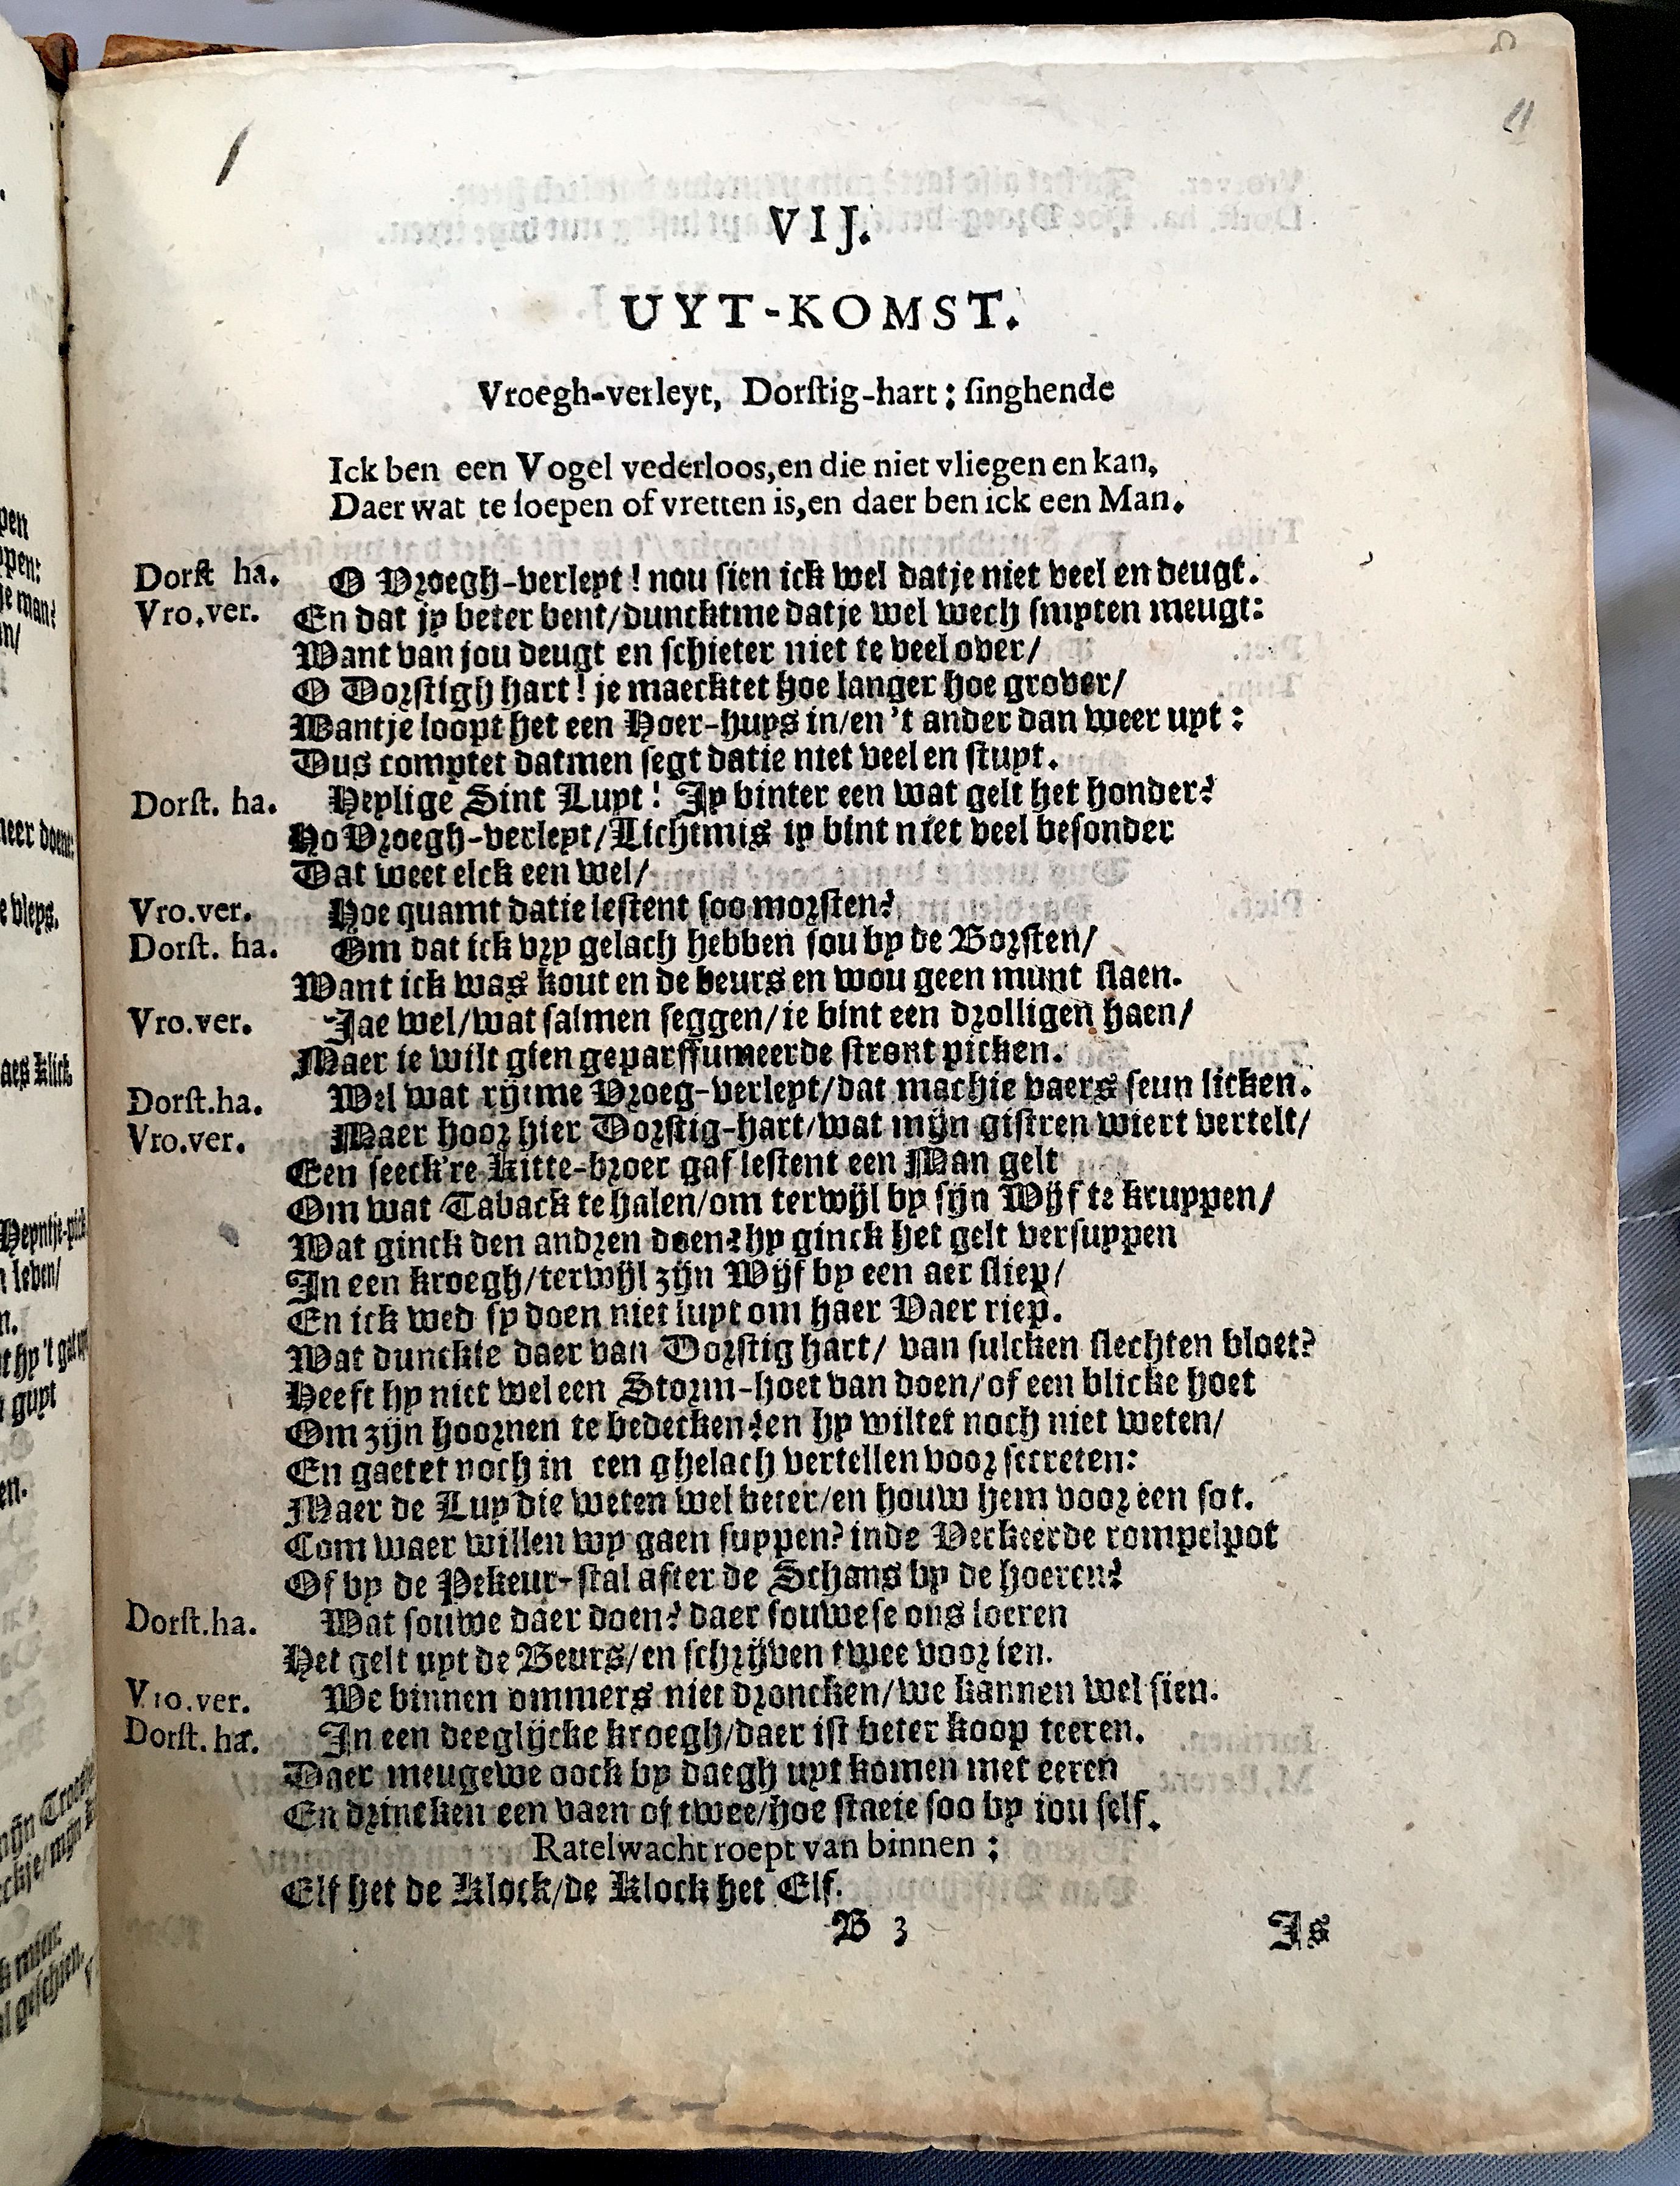 11
VIJ.
UYT-KOMST.
Vroegh-verleyt, Dorſtig-hart; ſinghende
Ick ben een Vogel vederloos, en die niet vliegen en kan,
Daer wat te ſoepen of vretten is, en daer ben ick een Man.
Dorſt ha. O Vroegh-verleyt! nou ſien ick wel datje niet veel en deugt.
Vro.ver. En dat jy beter bent/duncktme datje wel wech ſmyten meugt:
Want van jou deugt en ſchieter niet te veel over/
O Dorſtigh hart! je maecktet hoe langer hoe grover/
Wantje loopt het een Hoer-huys in/en 't ander dan weer uyt:
Dus comptet datmen ſegt datie niet veel en ſtuyt.
Dorſt. ha. Heylige Sint Luyt! Jy binter een wat gelt het honder?
Ho Vroegh-verleyt/Lichtmis iy bint niet veel beſonder
Dat weet elck een wel/
Vro.ver. Hoe quamt datie leſtent ſoo morſten?
Dorſt. ha. Om dat ick vry gelach hebben ſou by de Borſten/
Want ick was kout en de beurs en wou geen munt ſlaen.
Vro.ver. Jae wel/wat ſalmen ſeggen/ie bint een drolligen haen/
Maer ie wilt gien geparffumeerde ſtront picken.
Dorſt.ha. Wel wat rijtme Vroeg-verleyt/dat machie vaers ſeun licken.
Vro.ver. Maer hoor hier Dorſtig-hart/wat mijn giſtren wiert vertelt/
Een ſeeck're Kitte-broer gaf leſtent een Man gelt
Om wat Taback te halen/om terwijl by ſijn Wijf te kruypen/
Wat ginck den andren doen? hy ginck het gelt verſuypen
In een kroegh/terwijl zijn Wijf by een aer ſliep/
En ick wed ſy doen niet luyt om haer Vaer riep.
Wat dunckie daer van Dorſtig hart/ van ſulcken ſlechten bloet?
Heeft hy niet wel een Storm-hoet van doen/of een blicke hoet
Om zijn hoornen te bedecken? en hy wiltet noch niet weten/
En gaetet noch in een ghelach vertellen voor ſecreten:
Maer de Luy die weten wel beter/en houw hem voor een ſot.
Com waer willen wy gaen ſuypen? inde Verkeerde rompelpot
Of by de Pekeur-ſtal after de Schans by de hoeren?
Dorſt.ha. Wat ſouwe daer doen? daer ſouweſe ons loeren
Het gelt uyt de Beurs/en ſchrijven twee voor ien.
Vro.ver. We binnen ommers niet droncken/we kannen wel ſien.
Dorſt.ha. In een deeglijcke kroegh/daer iſt beter koop teeren.
Daer meugewe oock by daegh uyt komen met eeren
En drincken een vaen of twee/hoe ſtaeie ſoo by iou ſelf.
Ratelwacht roept van binnen;
Elf het de Klock/de Klock het Elf.
B 3 Is